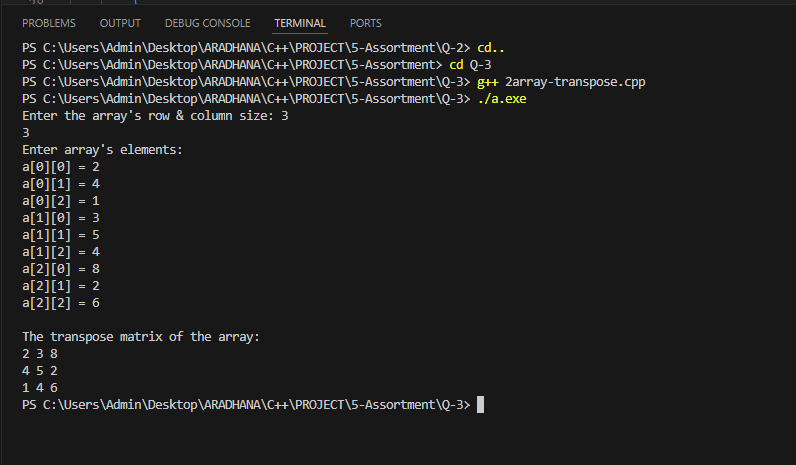 PROBLEMS OUTPUT DEBUG CONSOLE TERMINAL PORTS
PS C:\Users\Admin\Desktop\ARADHANA\C++\PROJECT\5-Assortment\Q-2> cd..
PS C:\Users\Admin\Desktop\ARADHANA\C++\PROJECT\5-Assortment> cd Q-3
PS C:\Users\Admin\Desktop\ARADHANA\C++\PROJECT\5-Assortment\Q-3> g++ 2array-transpose.cpp
PS C:\Users\Admin\Desktop\ARADHANA\C++\PROJECT\5-Assortment\Q-3> ./a.exe
Enter the array's row & column size: 3
3
Enter array's elements:
a[0][0] = 2
a[0][1] = 4
a[0][2] = 1
a[1][0] = 3
a[1][1] = 5
a[1][2] = 4
a[2][0] = 8
a[2][1] = 2
a[2][2] = 6
The transpose matrix of the array:
2 3 8
4 5 2
1 4 6
PS C:\Users\Admin\Desktop\ARADHANA\C++\PROJECT\5-Assortment\Q-3>